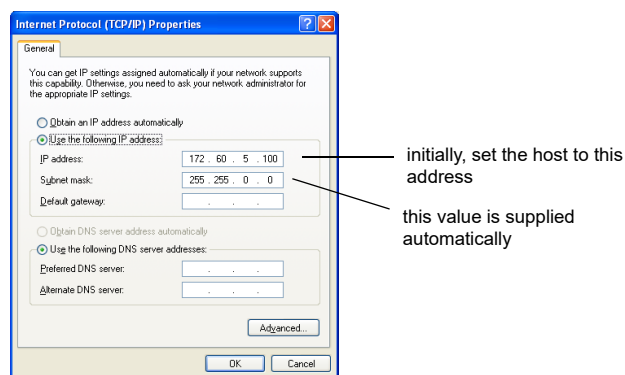 Internet Protocol (TCP/IP) Properties
General
You can get IP settings assigned automatically if your network supports
this capability. Otherwise, you need to ask your network administrator for
the appropriate IP settings.
Obtain an IP address automatically
Use the following IP address:
IP address: 172 . 60 . 5 . 100
initially, set the host to this
address
Subnet mask: 255 . 255 . 0 . 0
Default gateway: . . .
this value is supplied
automatically
Obtain DNS server address automatically
Use the following DNS server addresses:
Preferred DNS server: . . .
Alternate DNS server: . . .
Advanced...
OK Cancel